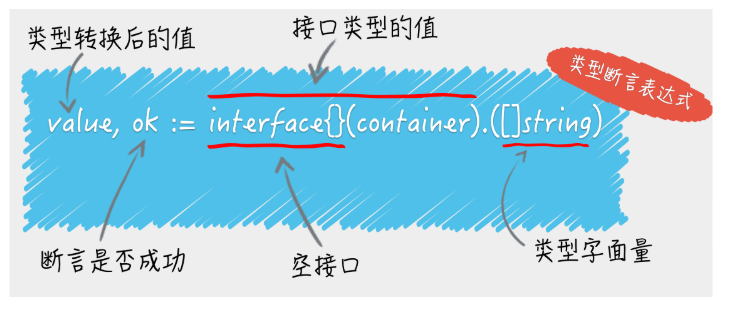 类型转换后的值
接口类型的值
类型断言表达式
value, ok := interface{}(container).([]string)
断言是否成功
空接口
类型字面量